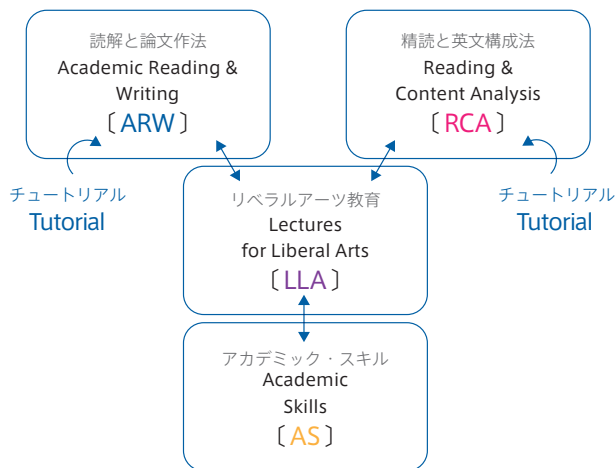 読解と論文作法
Academic Reading &
Writing
〔ARW〕
精読と英文構成法
Reading &
Content Analysis
〔RCA〕
チュートリアル
Tutorial
チュートリアル
Tutorial
リベラルアーツ教育
Lectures
for Liberal Arts
〔LLA〕
アカデミック・スキル
Academic
Skills
〔AS〕